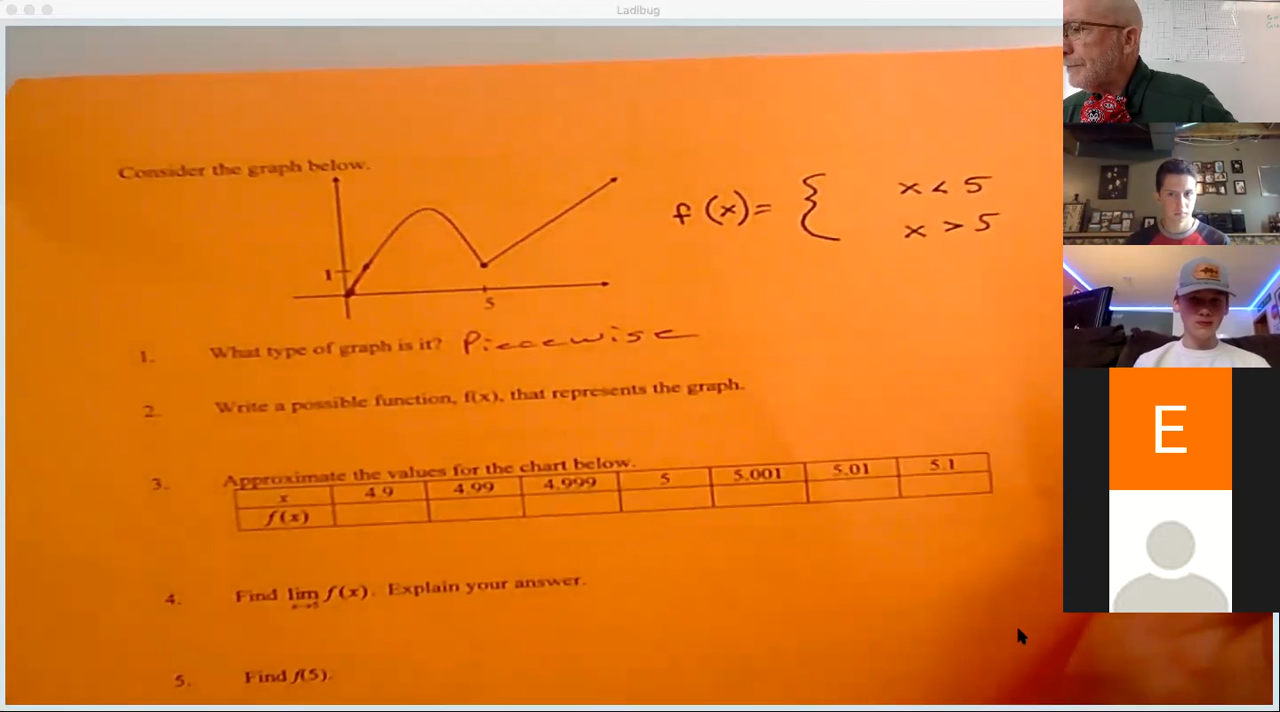 Ladibug
Consider the graph below.
f(x)= {
x < 5
x > 5
1
5
1. What type of graph is it? Piecewise
2. Write a possible function, f(x), that represents the graph.
3. Approximate the values for the chart below.
x 4.9 4.99 4.999 5 5.001 5.01 5.1
f(x)
4. Find lim f(x). Explain your answer.
x→5
5. Find f(5).
E